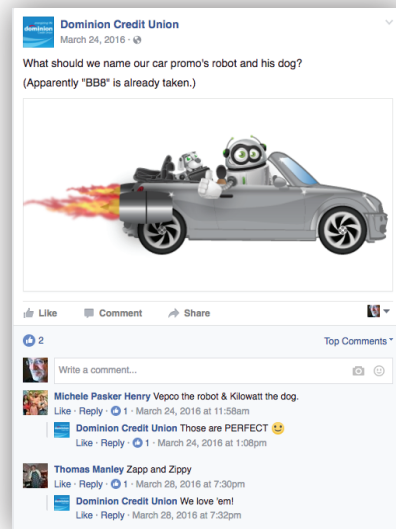 dominion
Dominion Credit Union
March 24, 2016 ·
What should we name our car promo's robot and his dog?
(Apparently "BB8" is already taken.)
Like Comment Share
2
Top Comments
Write a comment...
Michele Pasker Henry Vepco the robot & Kilowatt the dog.
Like · Reply · 1 · March 24, 2016 at 11:58am
Dominion Credit Union Those are PERFECT
Like · Reply · 1 · March 24, 2016 at 1:08pm
Thomas Manley Zapp and Zippy
Like · Reply · 1 · March 28, 2016 at 7:30pm
Dominion Credit Union We love 'em!
Like · Reply · March 28, 2016 at 7:32pm